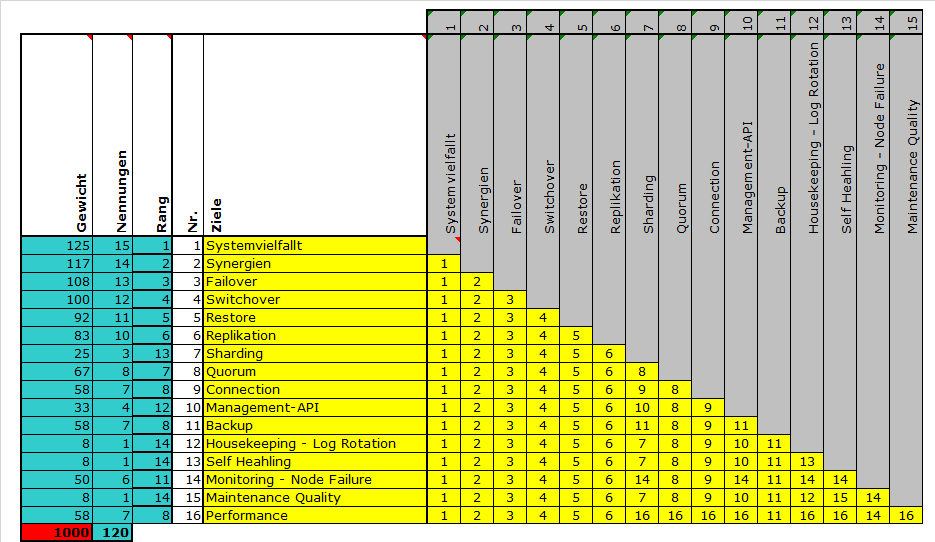 1 2 3 4 5 6 7 8 9 10 11 12 13 14 15
Gewicht Nennungen Rang Nr. Ziele Systemvielfallt Synergien Failover Switchover Restore Replikation Sharding Quorum Connection Management-API Backup Housekeeping - Log Rotation Self Heahling Monitoring - Node Failure Maintenance Quality
125 15 1 1 Systemvielfallt
117 14 2 2 Synergien 1
108 13 3 3 Failover 1 2
100 12 4 4 Switchover 1 2 3
92 11 5 5 Restore 1 2 3 4
83 10 6 6 Replikation 1 2 3 4 5
25 3 13 7 Sharding 1 2 3 4 5 6
67 8 7 8 Quorum 1 2 3 4 5 6 8
58 7 8 9 Connection 1 2 3 4 5 6 9 8
33 4 12 10 Management-API 1 2 3 4 5 6 10 8 9
58 7 8 11 Backup 1 2 3 4 5 6 11 8 9 11
8 1 14 12 Housekeeping - Log Rotation 1 2 3 4 5 6 7 8 9 10 11
8 1 14 13 Self Heahling 1 2 3 4 5 6 7 8 9 10 11 13
50 6 11 14 Monitoring - Node Failure 1 2 3 4 5 6 14 8 9 14 11 14 14
8 1 14 15 Maintenance Quality 1 2 3 4 5 6 7 8 9 10 11 12 15 14
58 7 8 16 Performance 1 2 3 4 5 6 16 16 16 16 11 16 16 14 16
1000 120